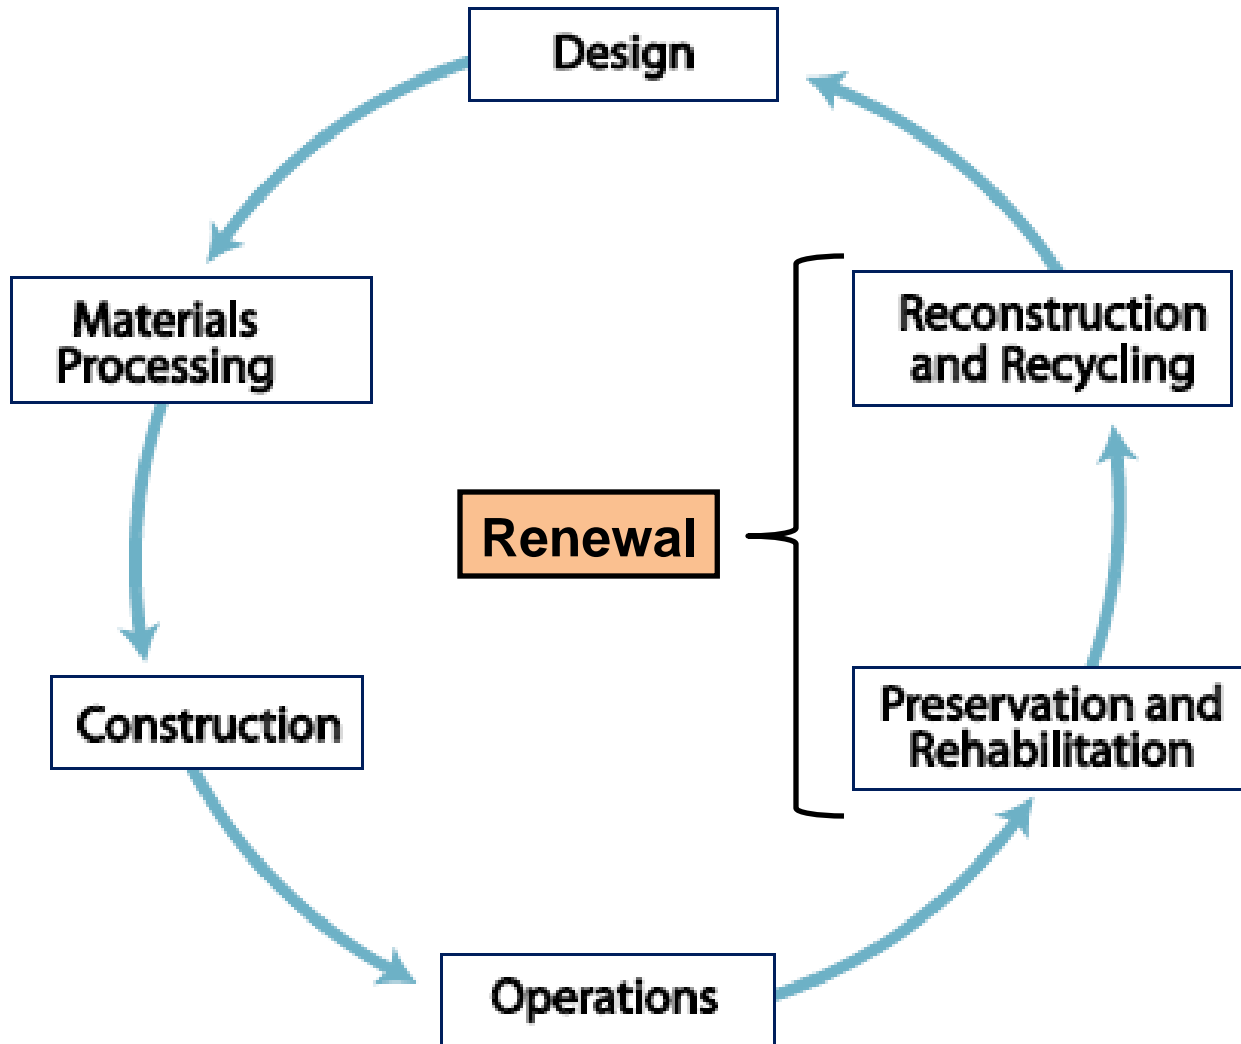 Design
Materials
Processing
Reconstruction
and Recycling
Renewal
Construction
Preservation and
Rehabilitation
Operations